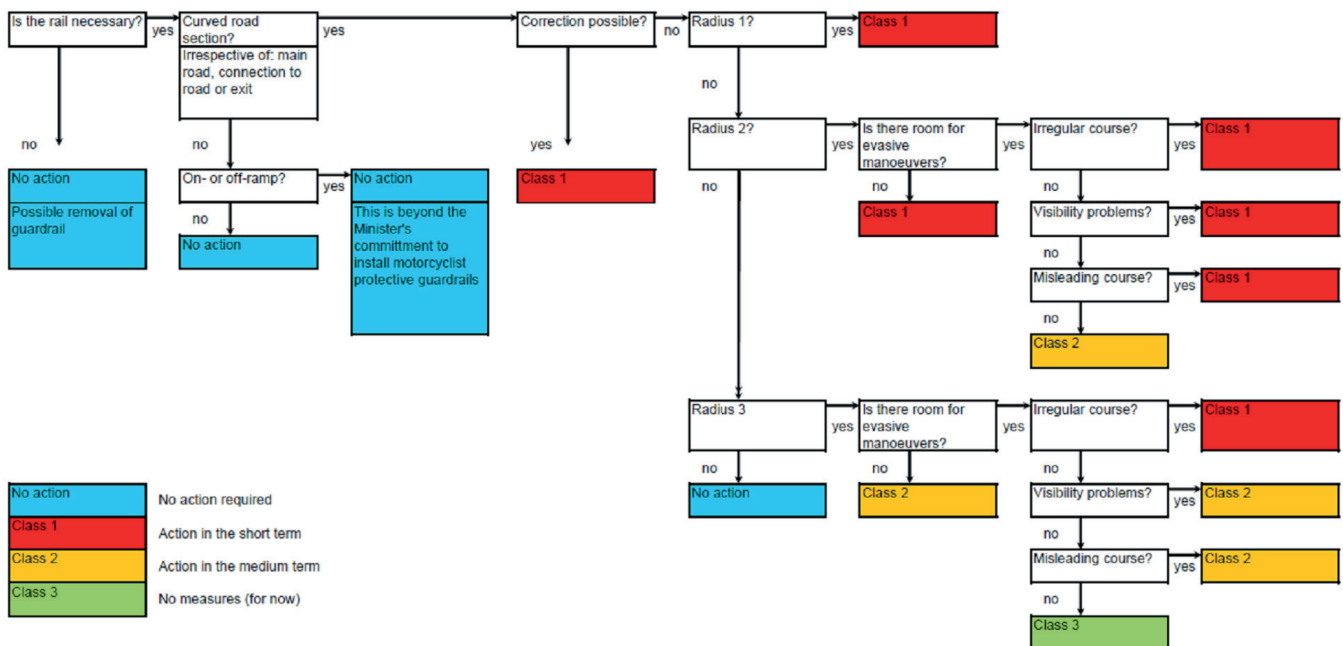 Is the rail necessary?
yes
Curved road
section?
yes
Correction possible?
no
Radius 1?
yes
Class 1
Irrespective of: main
road, connection to
road or exit
no
Radius 2?
yes
Is there room for
evasive
manoeuvers?
yes
Irregular course?
yes
Class 1
no
no
yes
no
no
no
No action
Possible removal of
guardrail
On- or off-ramp?
yes
No action
This is beyond the
Minister's
committment to
install motorcyclist
protective guardrails
no
No action
Class 1
Class 1
Visibility problems?
yes
Class 1
no
Misleading course?
yes
Class 1
no
Class 2
Radius 3
yes
Is there room for
evasive
manoeuvers?
yes
Irregular course?
yes
Class 1
no
no
no
No action
Class 2
Visibility problems?
yes
Class 2
no
Misleading course?
yes
Class 2
no
Class 3
No action
No action required
Class 1
Action in the short term
Class 2
Action in the medium term
Class 3
No measures (for now)